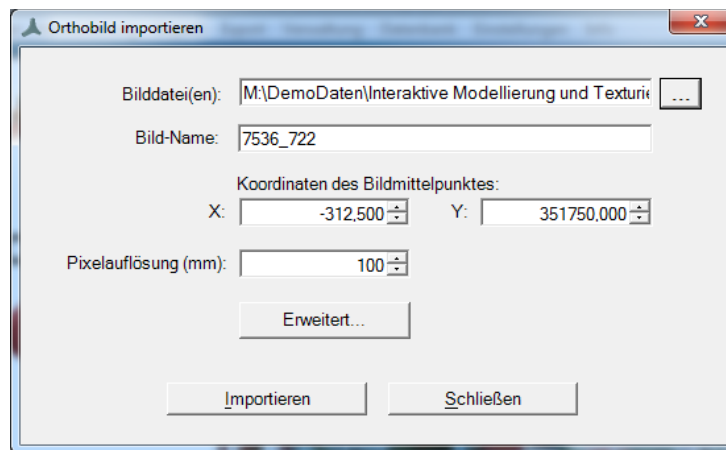 Orthobild importieren
Bilddatei(en): M:\DemoDaten\Interaktive Modellierung und Texturie ...
Bild-Name: 7536_722
Koordinaten des Bildmittelpunktes:
X: -312,500 Y: 351750,000
Pixelauflösung (mm): 100
Erweitert...
Importieren Schließen